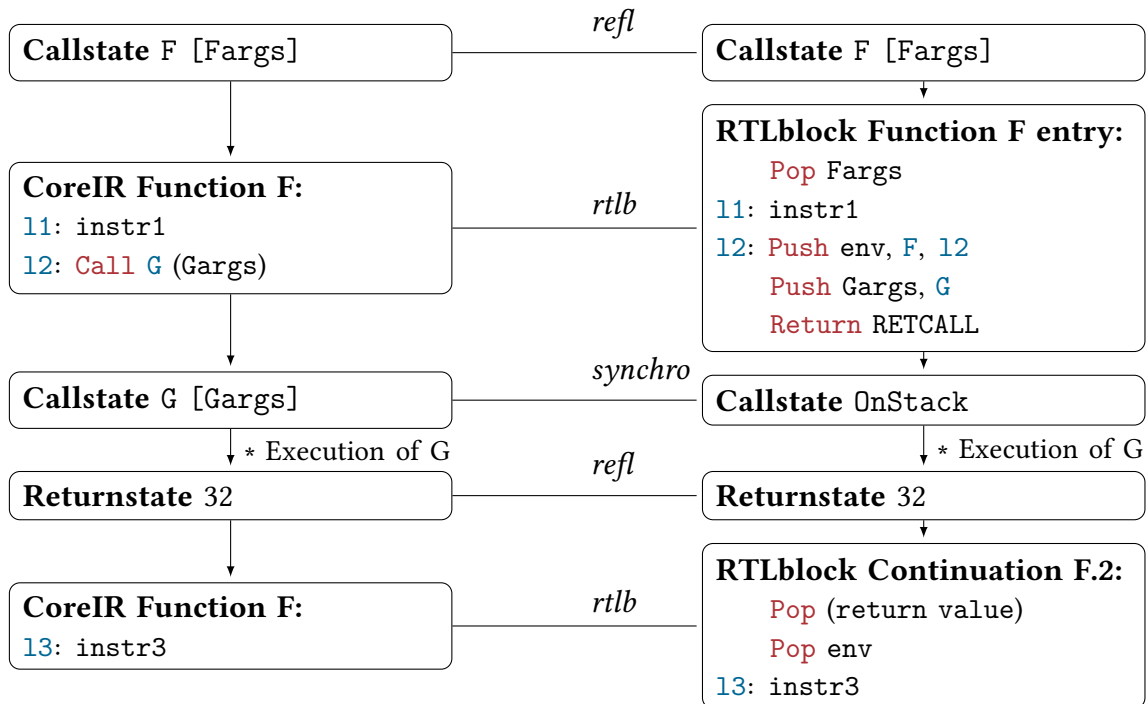 refl
Callstate F [Fargs]
Callstate F [Fargs]
RTLblock Function F entry:
Pop Fargs
CoreIR Function F:
l1: instr1
l2: Call G (Gargs)
rtlb
l1: instr1
l2: Push env, F, l2
Push Gargs, G
Return RETCALL
synchro
Callstate G [Gargs]
Callstate OnStack
* Execution of G
* Execution of G
refl
Returnstate 32
Returnstate 32
RTLblock Continuation F.2:
CoreIR Function F:
l3: instr3
rtlb
Pop (return value)
Pop env
l3: instr3